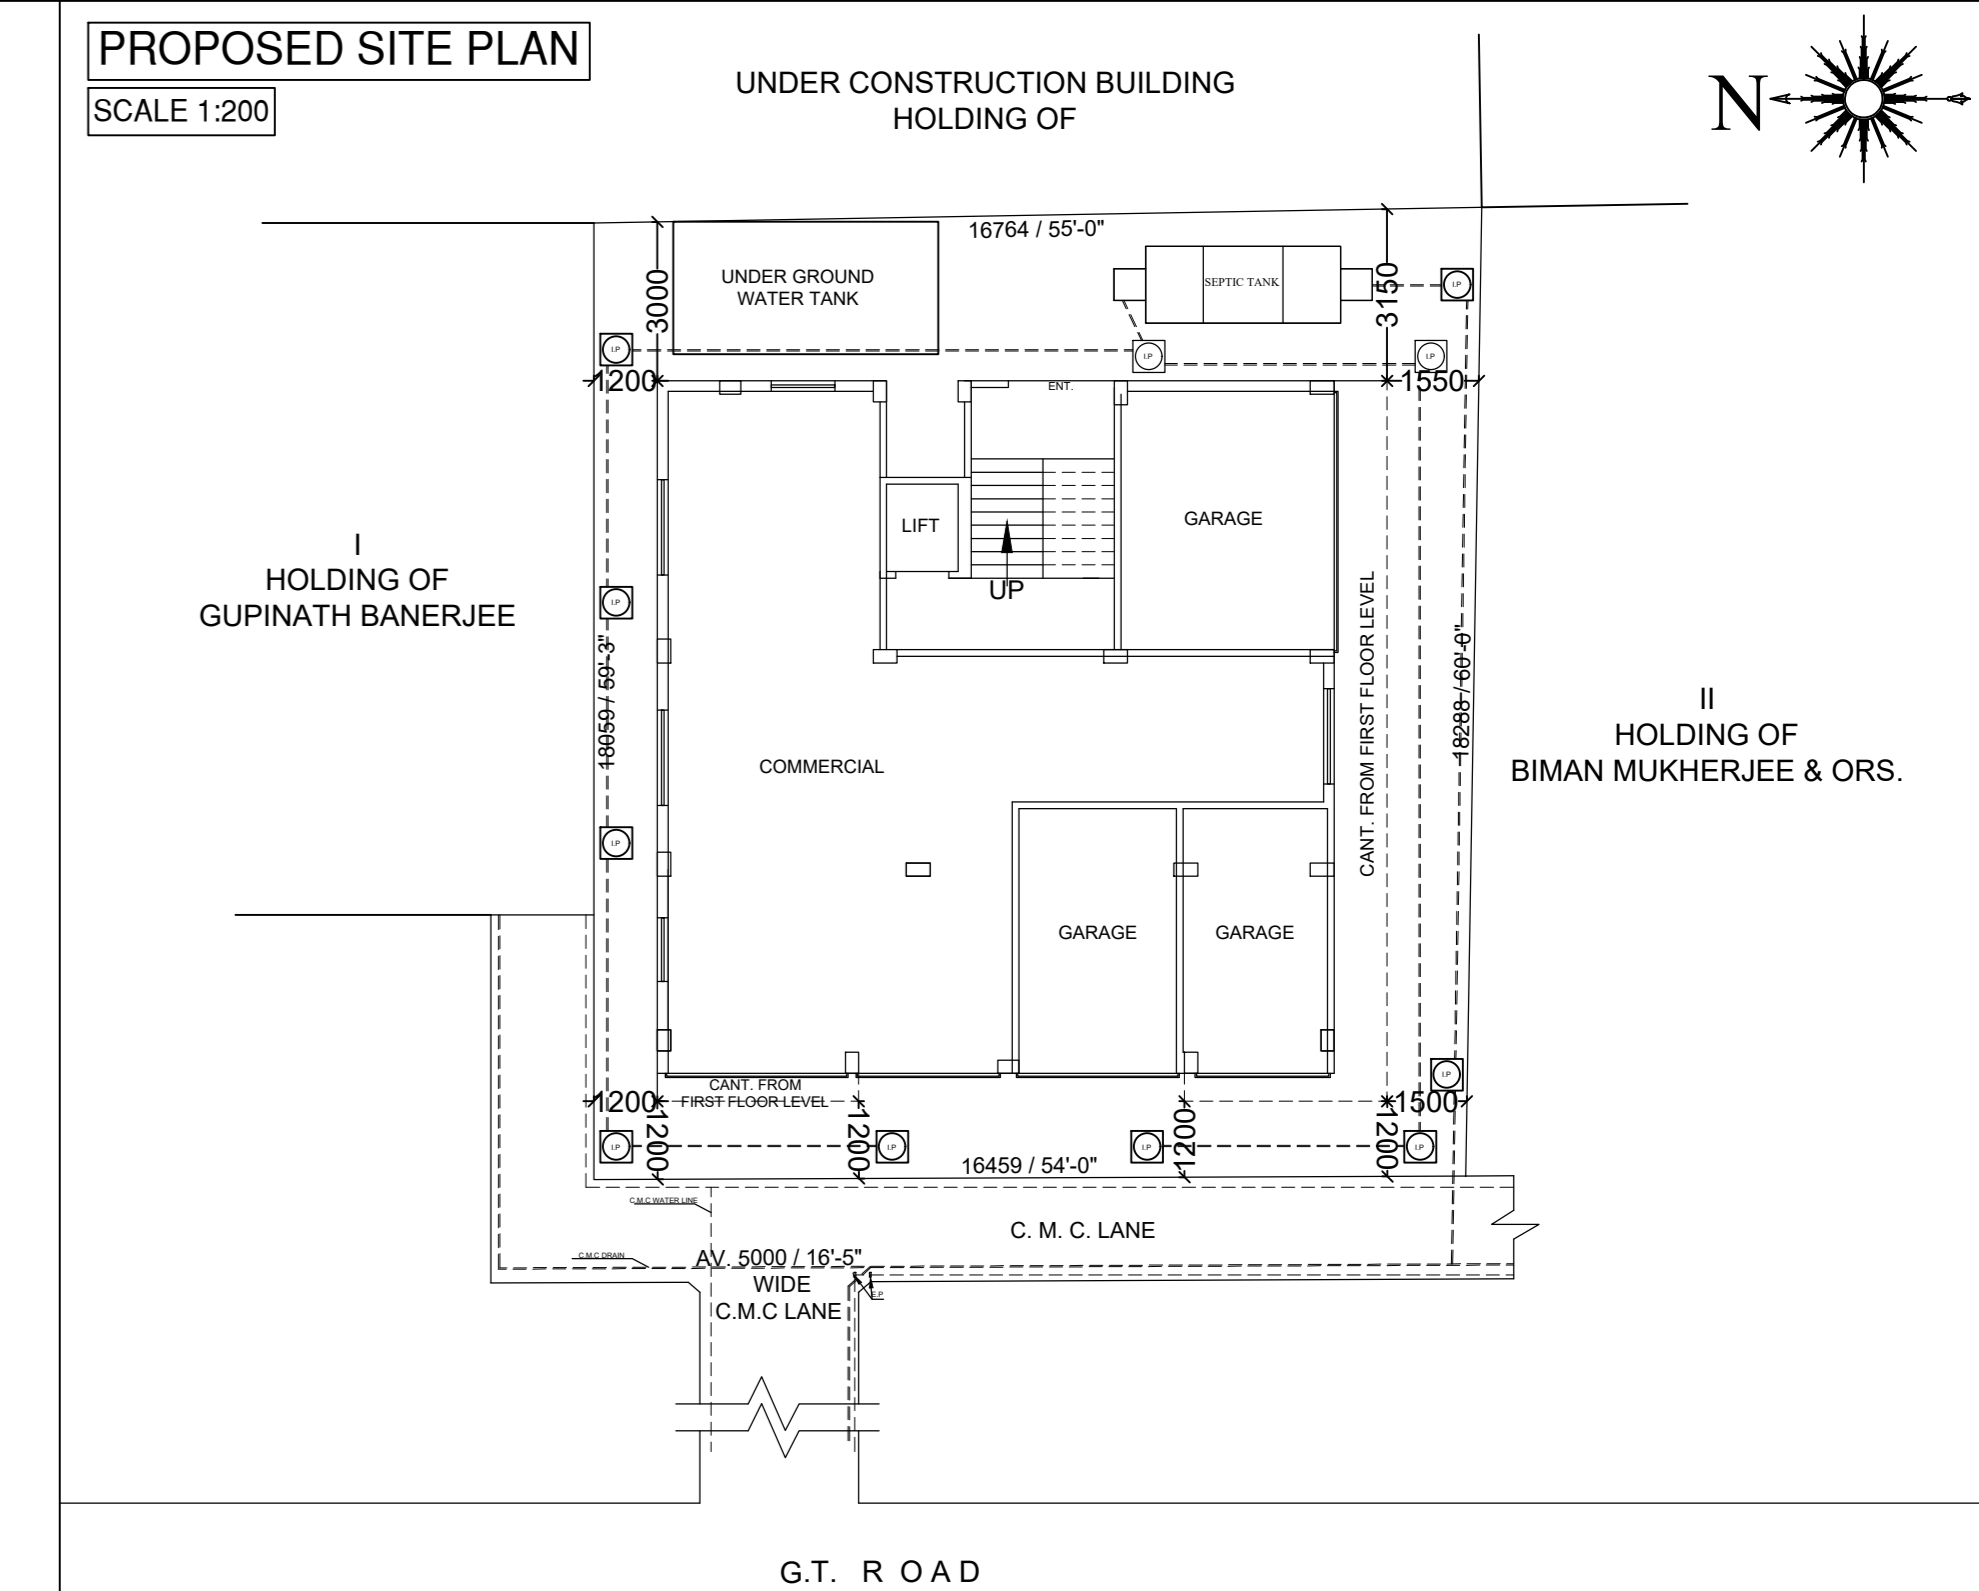 PROPOSED SITE PLAN
SCALE 1:200
UNDER CONSTRUCTION BUILDING
HOLDING OF
N
16764 / 55'-0"
UNDER GROUND
WATER TANK
SEPTIC TANK
3000
3150
I.P
I.P
I.P
I.P
1200
1550
ENT.
LIFT
UP
GARAGE
I
HOLDING OF
GUPINATH BANERJEE
I.P
18059 / 59'-3"
I.P
CANT. FROM FIRST FLOOR LEVEL
18288 / 60'-0"
II
HOLDING OF
BIMAN MUKHERJEE & ORS.
COMMERCIAL
GARAGE
GARAGE
I.P
CANT. FROM
FIRST FLOOR LEVEL
1200
1500
1200
1200
1200
1200
I.P
I.P
I.P
I.P
16459 / 54'-0"
C.M.C WATER LINE
C. M. C. LANE
C.M.C DRAIN
AV. 5000 / 16'-5"
WIDE
C.M.C LANE
E.P
G.T. ROAD